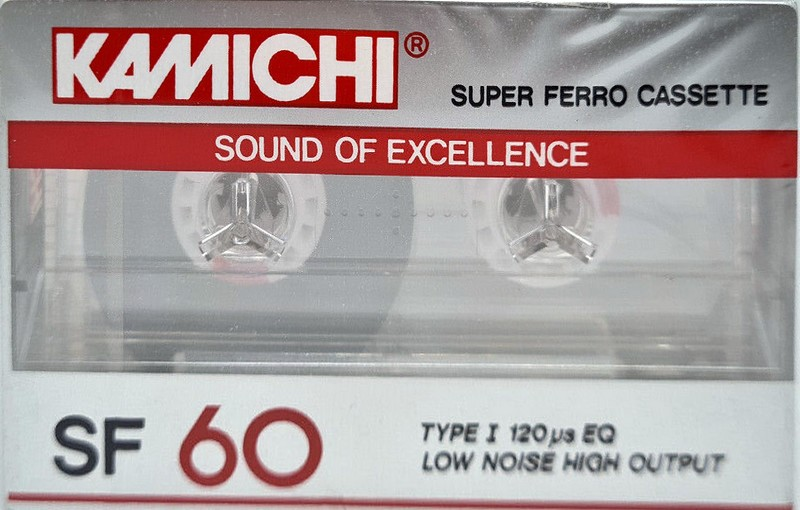 KAMICHI®
SUPER FERRO CASSETTE
SOUND OF EXCELLENCE
SF 60
TYPE I 120µs EQ
LOW NOISE HIGH OUTPUT